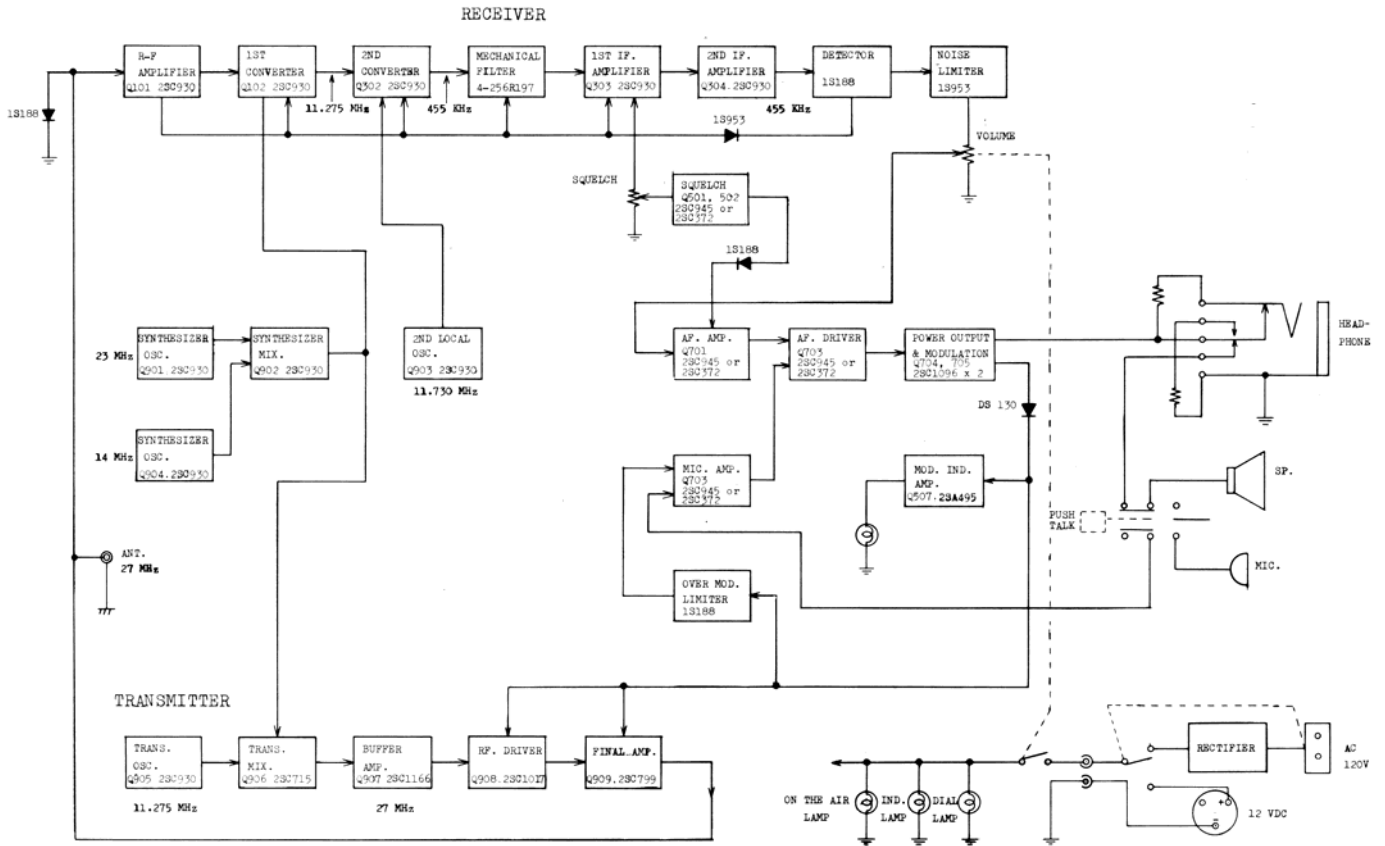 RECEIVER
R-F
AMPLIFIER
Q101 2SC930
1ST
CONVERTER
Q102 2SC930
2ND
CONVERTER
Q302 2SC930
MECHANICAL
FILTER
4-256R197
1ST IF.
AMPLIFIER
Q303 2SC930
2ND IF.
AMPLIFIER
Q304.2SC930
DETECTOR
1S188
NOISE
LIMITER
1S953
11.275 MHz
455 KHz
455 KHz
1S188
1S953
VOLUME
SQUELCH
SQUELCH
Q501, 502
2SC945 or
2SC372
1S188
23 MHz
SYNTHESIZER
OSC.
Q901.2SC930
SYNTHESIZER
MIX.
Q902 2SC930
2ND LOCAL
OSC.
Q903 2SC930
11.730 MHz
AF. AMP.
Q701
2SC945 or
2SC372
AF. DRIVER
Q703
2SC945 or
2SC372
POWER OUTPUT
& MODULATION
Q704, 705
2SC1096 x 2
HEAD-
PHONE
DS 130
14 MHz
SYNTHESIZER
OSC.
Q904.2SC930
MIC. AMP.
Q703
2SC945 or
2SC372
MOD. IND.
AMP.
Q507.2SA495
SP.
PUSH
TALK
MIC.
ANT.
27 MHz
OVER MOD.
LIMITER
1S188
TRANSMITTER
TRANS.
OSC.
Q905 2SC930
11.275 MHz
TRANS.
MIX.
Q906 2SC715
BUFFER
AMP.
Q907 2SC1166
27 MHz
RF. DRIVER
Q908.2SC1017
FINAL AMP.
Q909.2SC799
RECTIFIER
AC
120V
ON THE AIR
LAMP
IND.
LAMP
DIAL
LAMP
12 VDC